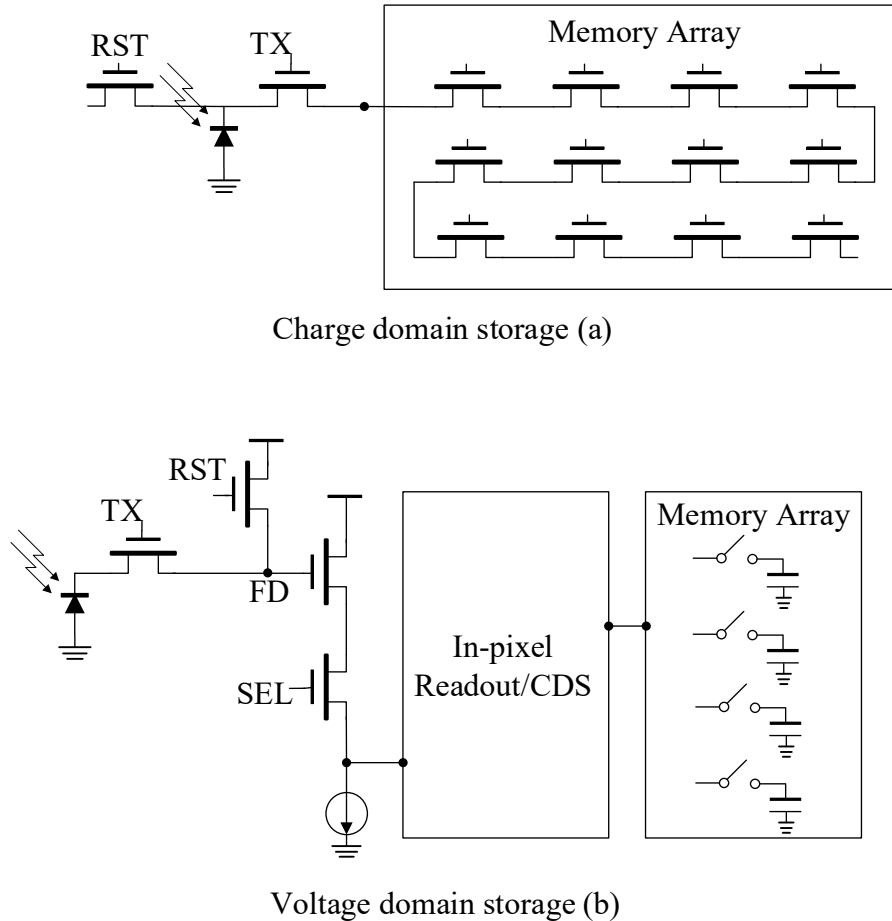 RST
TX
Memory Array
Charge domain storage (a)
RST
TX
Memory Array
FD
In-pixel
Readout/CDS
SEL
Voltage domain storage (b)